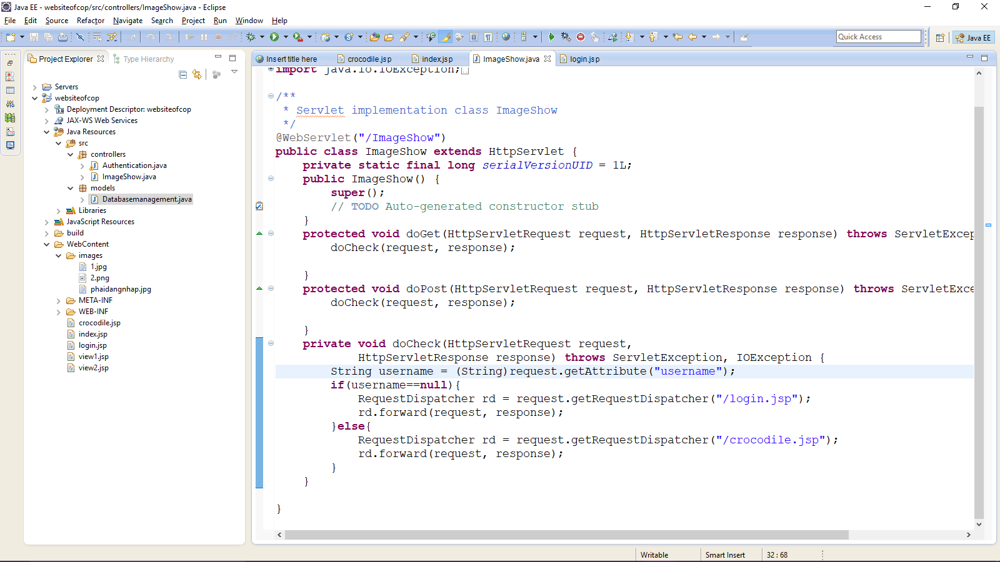 Java EE - websiteofcop/src/controllers/ImageShow.java - Eclipse
File Edit Source Refactor Navigate Search Project Run Window Help
Quick Access
Java EE
Project Explorer
Type Hierarchy
Servers
websiteofcop
Deployment Descriptor: websiteofcop
JAX-WS Web Services
Java Resources
src
controllers
Authentication.java
ImageShow.java
models
Databasemanagement.java
Libraries
JavaScript Resources
build
WebContent
images
1.jpg
2.png
phaidangnhap.jpg
META-INF
WEB-INF
crocodile.jsp
index.jsp
login.jsp
view1.jsp
view2.jsp
Insert title here
crocodile.jsp
index.jsp
ImageShow.java
login.jsp
import java.io.IOException;
/**
 * Servlet implementation class ImageShow
 */
@WebServlet("/ImageShow")
public class ImageShow extends HttpServlet {
    private static final long serialVersionUID = 1L;
    public ImageShow() {
        super();
        // TODO Auto-generated constructor stub
    }
    protected void doGet(HttpServletRequest request, HttpServletResponse response) throws ServletExcep
        doCheck(request, response);
    }
    protected void doPost(HttpServletRequest request, HttpServletResponse response) throws ServletExce
        doCheck(request, response);
    }
    private void doCheck(HttpServletRequest request,
            HttpServletResponse response) throws ServletException, IOException {
        String username = (String)request.getAttribute("username");
        if(username==null){
            RequestDispatcher rd = request.getRequestDispatcher("/login.jsp");
            rd.forward(request, response);
        }else{
            RequestDispatcher rd = request.getRequestDispatcher("/crocodile.jsp");
            rd.forward(request, response);
        }
    }
}
Writable
Smart Insert
32 : 68